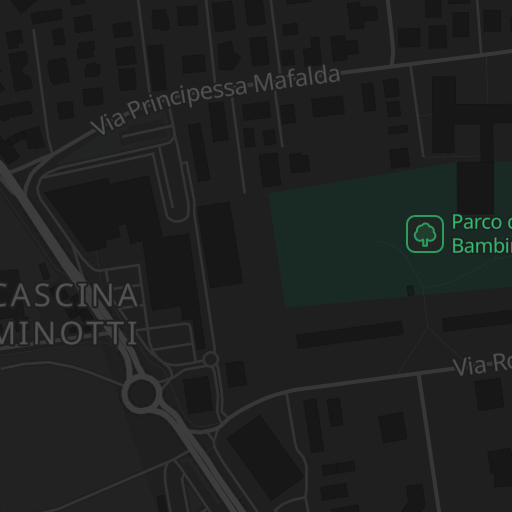 Via Principessa Mafalda
Parco
Bambi
CASCINA
MINOTTI
Via Ro